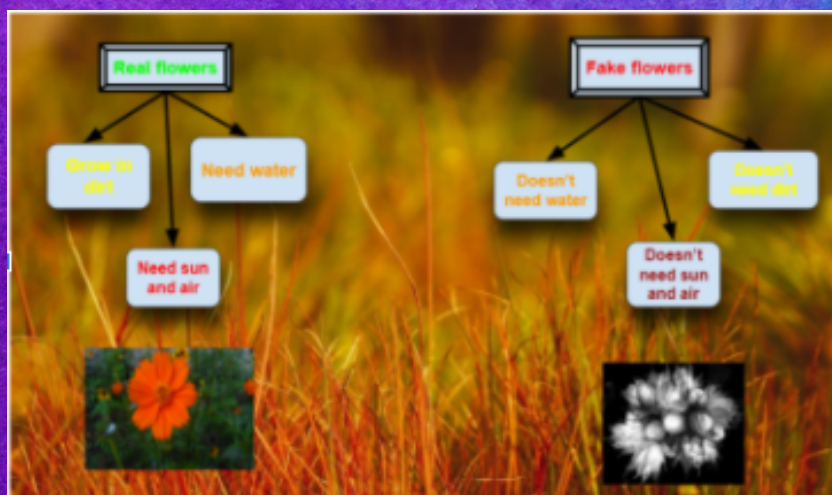 Real flowers
Grow in
dirt
Need water
Need sun
and air
Fake flowers
Doesn't
need water
Doesn't
need dirt
Doesn't
need sun
and air